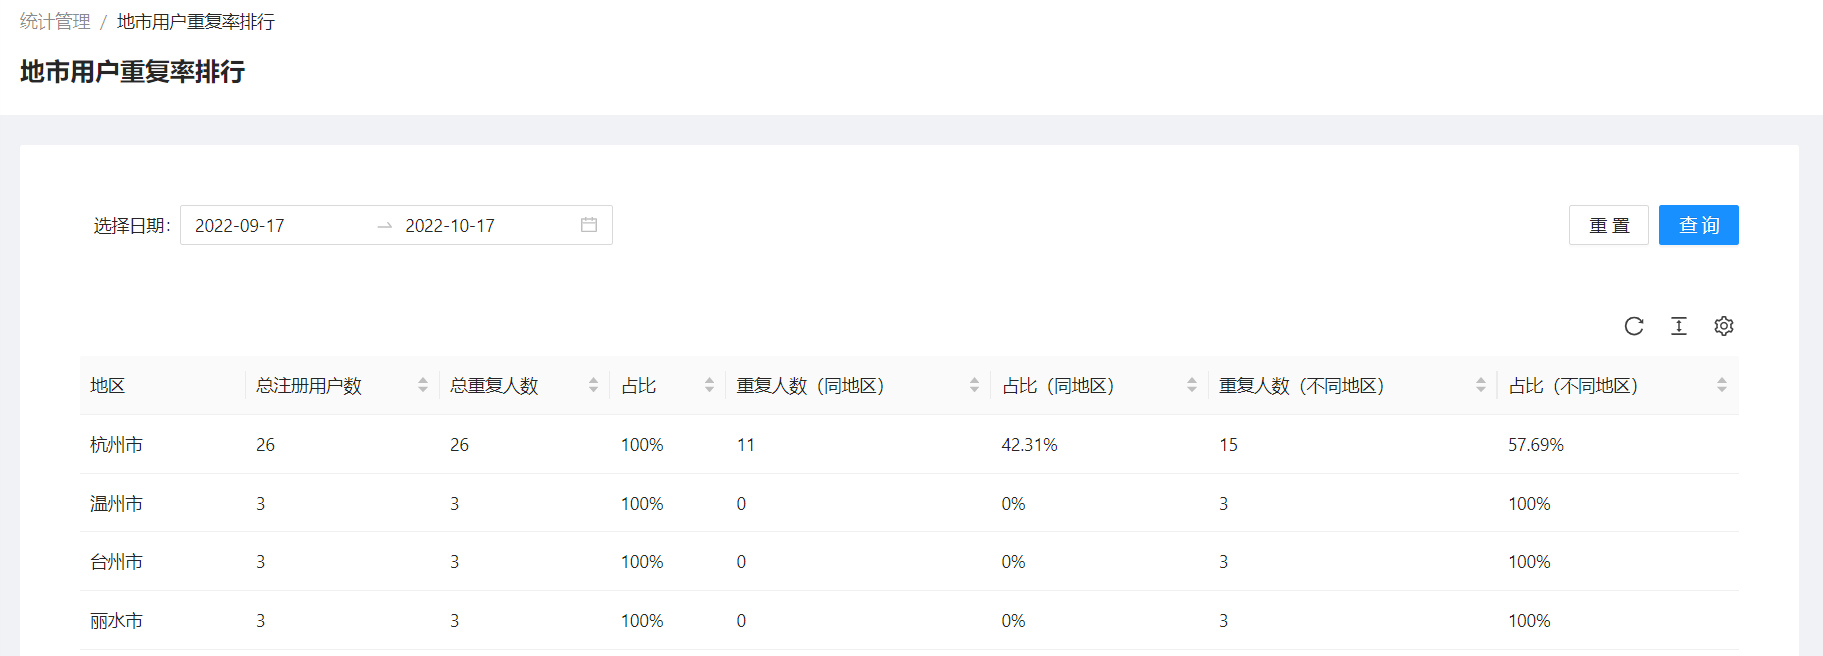 统计管理 / 地市用户重复率排行
地市用户重复率排行
选择日期: 2022-09-17 → 2022-10-17 重 置 查 询
地区 总注册用户数 总重复人数 占比 重复人数（同地区） 占比（同地区） 重复人数（不同地区） 占比（不同地区）
杭州市 26 26 100% 11 42.31% 15 57.69%
温州市 3 3 100% 0 0% 3 100%
台州市 3 3 100% 0 0% 3 100%
丽水市 3 3 100% 0 0% 3 100%